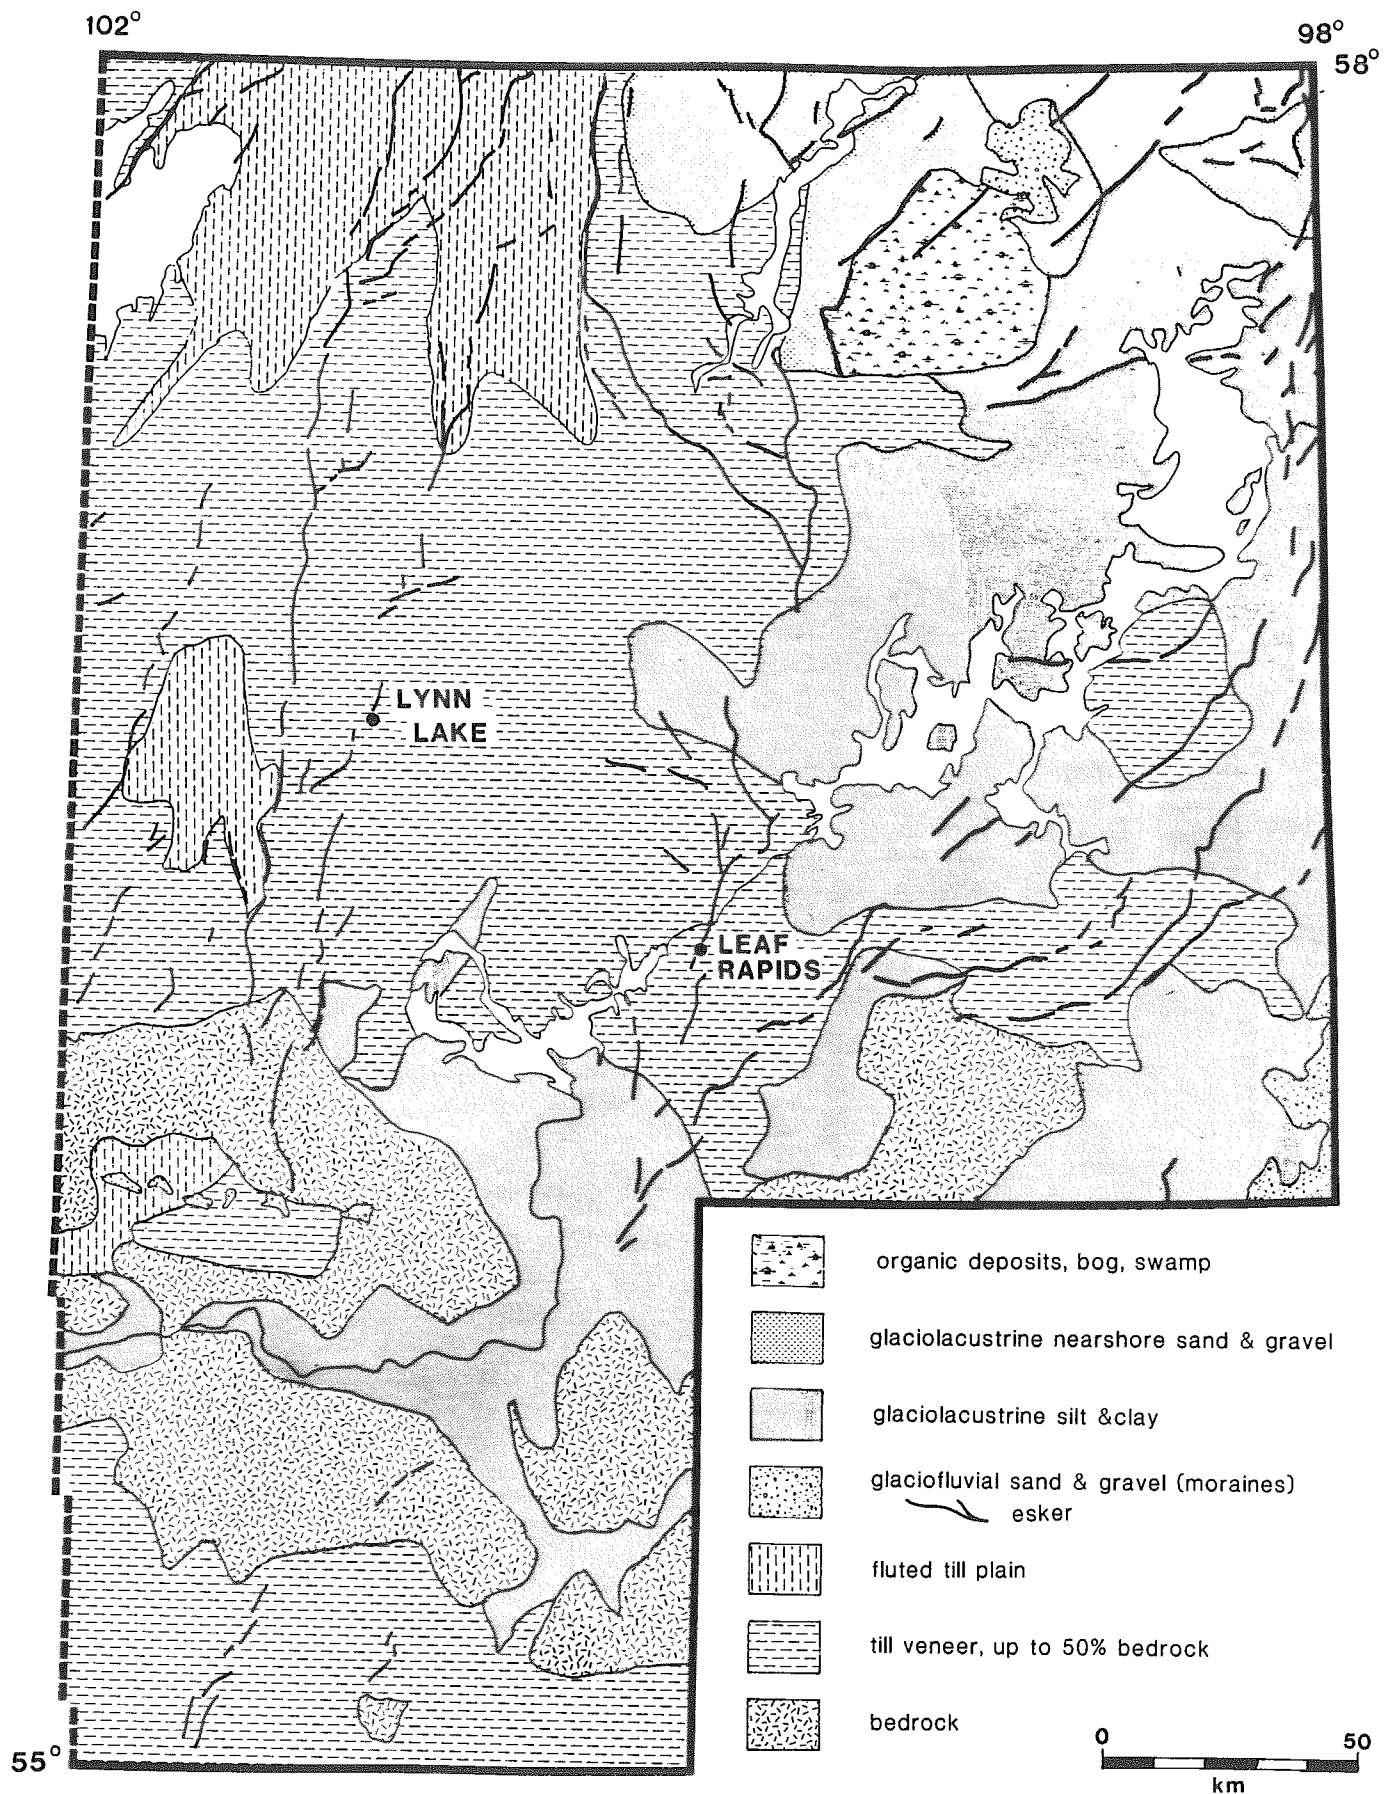 102°
98°
58°
LYNN
LAKE
LEAF
RAPIDS
organic deposits, bog, swamp
glaciolacustrine nearshore sand & gravel
glaciolacustrine silt &clay
glaciofluvial sand & gravel (moraines)
esker
fluted till plain
till veneer, up to 50% bedrock
bedrock
55°
0 50
km